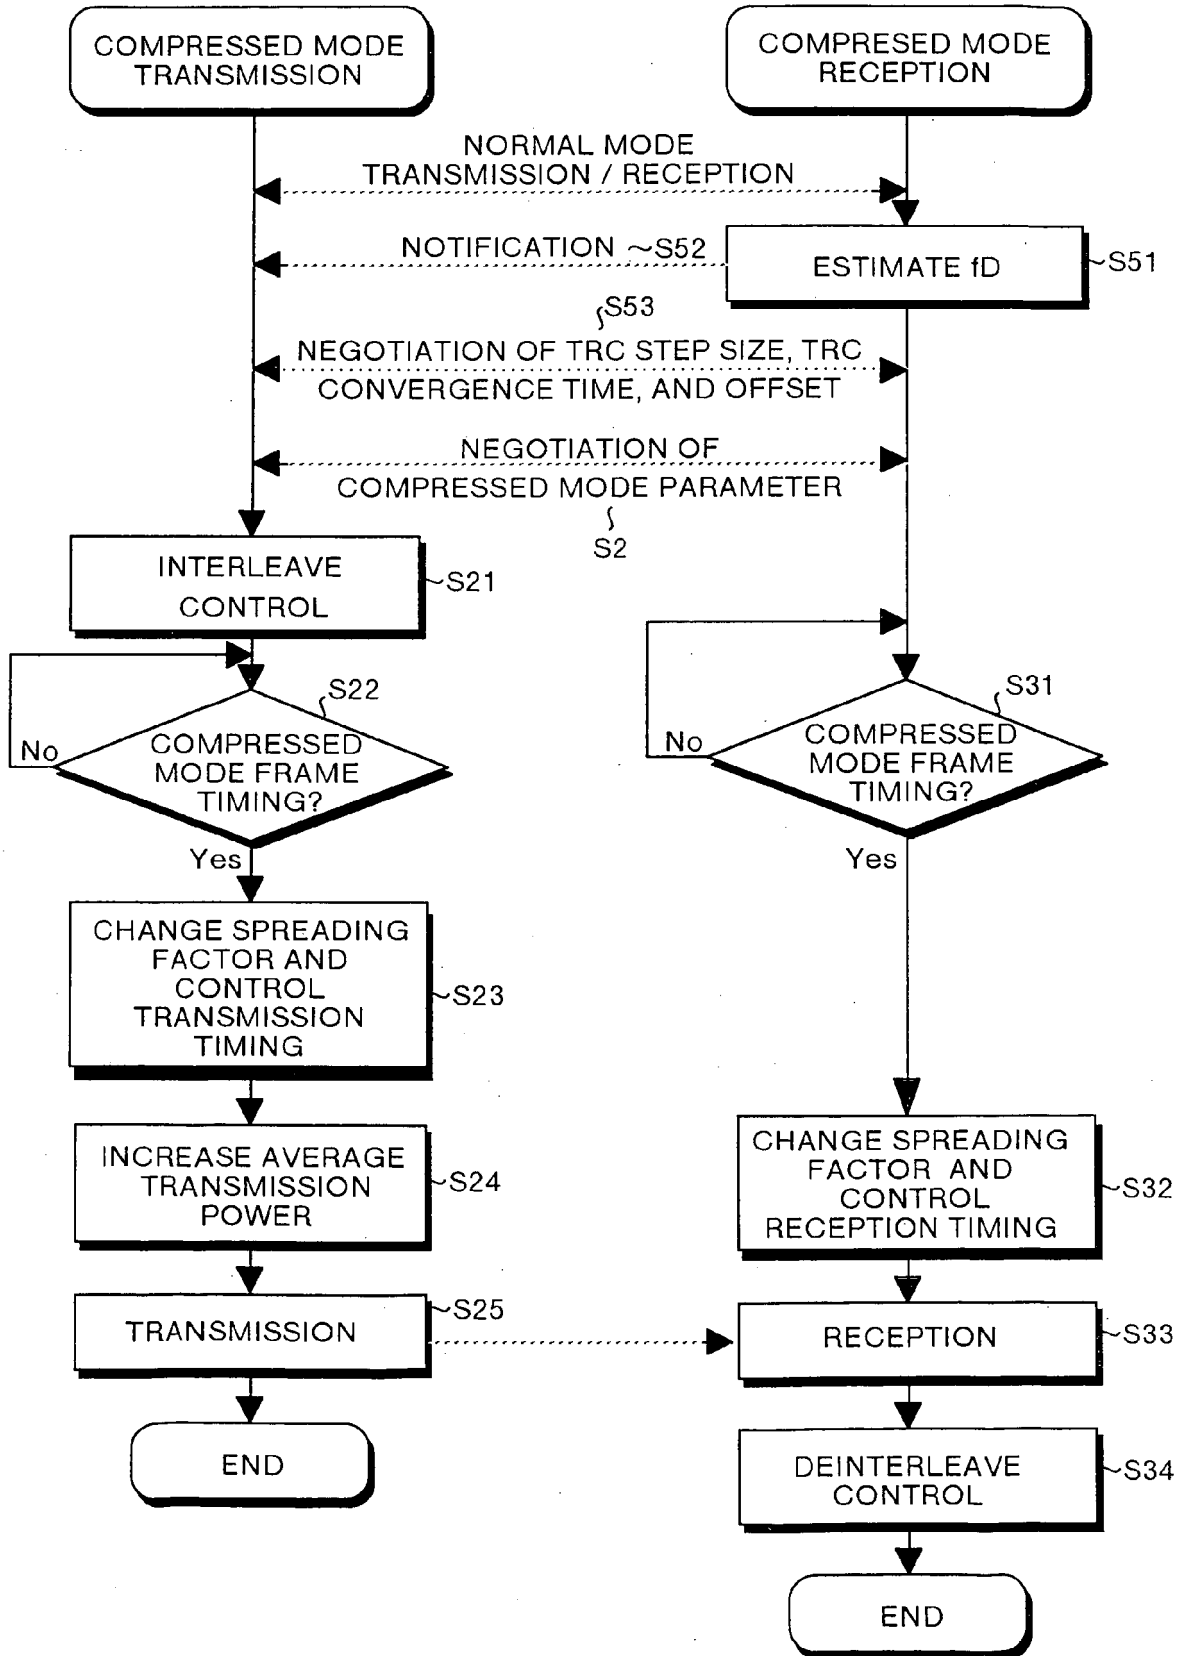 COMPRESSED MODE
TRANSMISSION
COMPRESED MODE
RECEPTION
NORMAL MODE
TRANSMISSION / RECEPTION
NOTIFICATION ~S52
ESTIMATE fD
S51
S53
NEGOTIATION OF TRC STEP SIZE, TRC
CONVERGENCE TIME, AND OFFSET
NEGOTIATION OF
COMPRESSED MODE PARAMETER
S2
INTERLEAVE
CONTROL
S21
S22
COMPRESSED
MODE FRAME
TIMING?
No
Yes
S31
COMPRESSED
MODE FRAME
TIMING?
No
Yes
CHANGE SPREADING
FACTOR AND
CONTROL
TRANSMISSION
TIMING
S23
INCREASE AVERAGE
TRANSMISSION
POWER
S24
CHANGE SPREADING
FACTOR AND
CONTROL
RECEPTION TIMING
S32
TRANSMISSION
S25
RECEPTION
S33
END
DEINTERLEAVE
CONTROL
S34
END